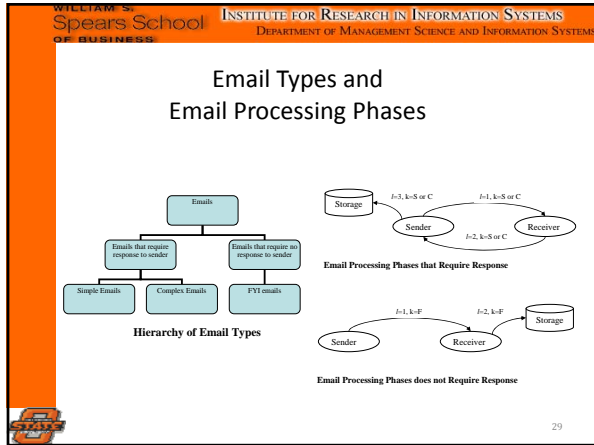 WILLIAM S.
Spears School
OF BUSINESS
INSTITUTE FOR RESEARCH IN INFORMATION SYSTEMS
DEPARTMENT OF MANAGEMENT SCIENCE AND INFORMATION SYSTEMS
Email Types and
Email Processing Phases
Emails
Emails that require
response to sender
Emails that require no
response to sender
Simple Emails
Complex Emails
FYI emails
Hierarchy of Email Types
Storage
l=3, k=S or C
l=1, k=S or C
Sender
Receiver
l=2, k=S or C
Email Processing Phases that Require Response
l=1, k=F
l=2, k=F
Storage
Sender
Receiver
Email Processing Phases does not Require Response
STATE
29